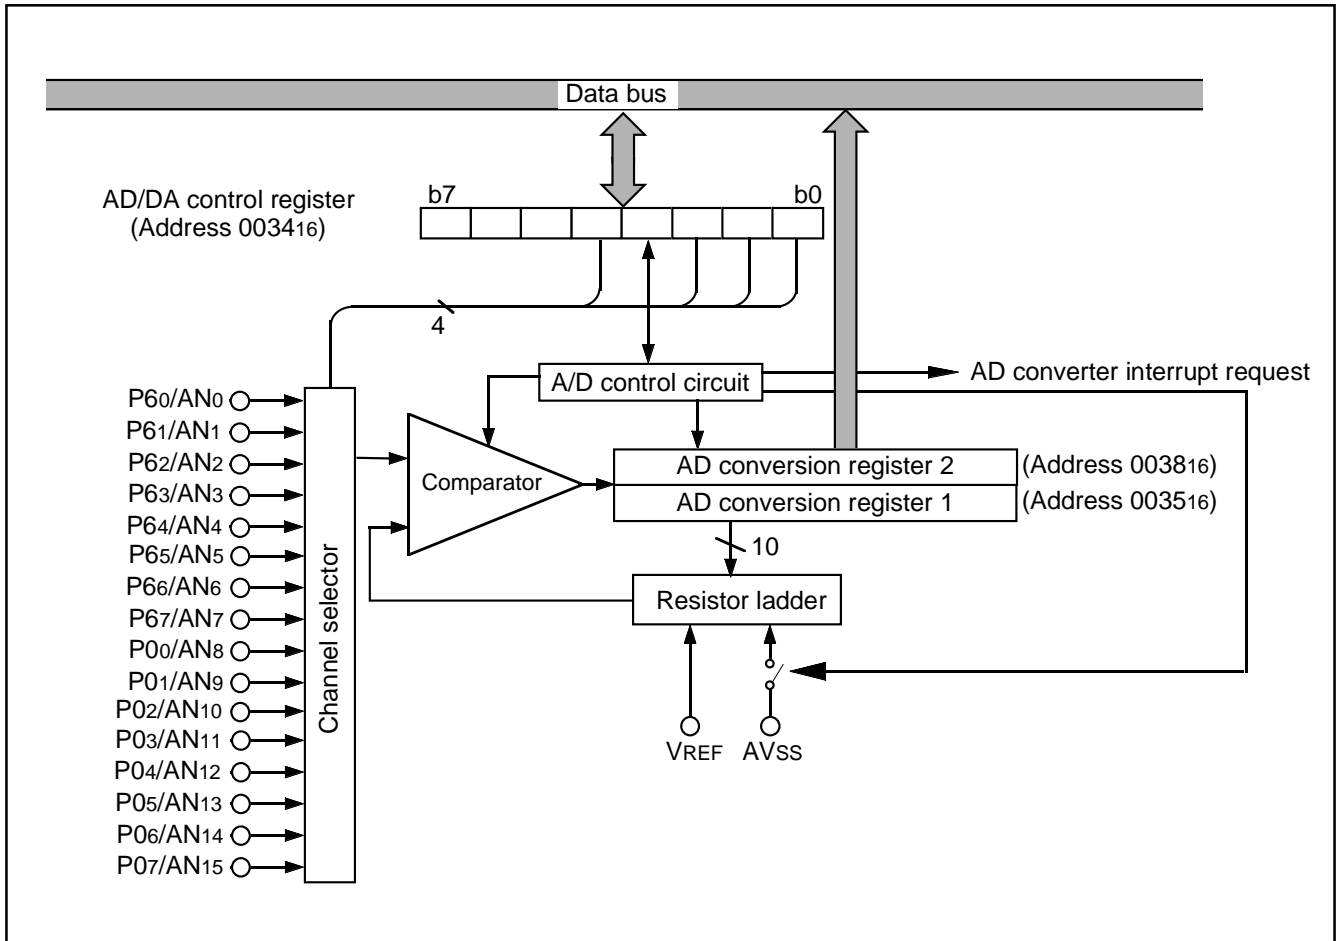 Data bus
AD/DA control register
(Address 003416)
b7
b0
4
A/D control circuit
AD converter interrupt request
P60/AN0
P61/AN1
P62/AN2
P63/AN3
P64/AN4
P65/AN5
P66/AN6
P67/AN7
P00/AN8
P01/AN9
P02/AN10
P03/AN11
P04/AN12
P05/AN13
P06/AN14
P07/AN15
Channel selector
Comparator
AD conversion register 2
(Address 003816)
AD conversion register 1
(Address 003516)
10
Resistor ladder
VREF
AVSS